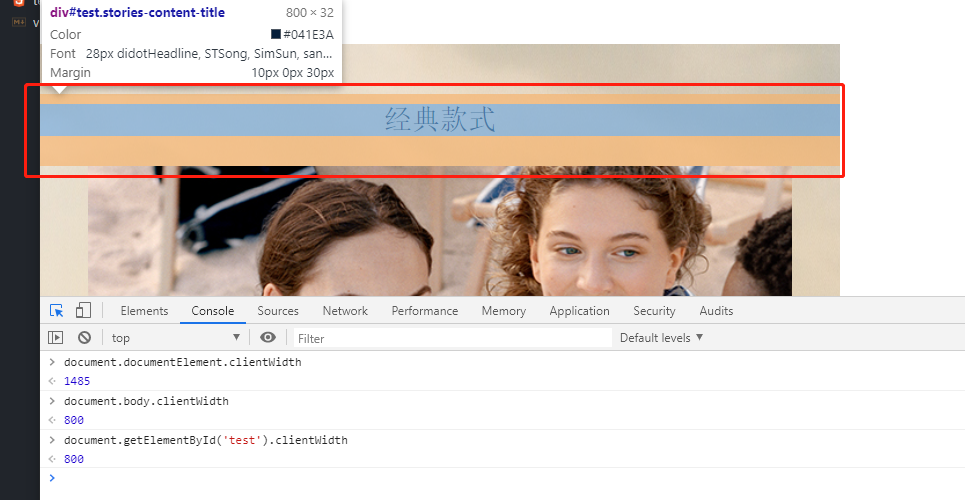 div#test.stories-content-title 800 × 32
Color #041E3A
Font 28px didotHeadline, STSong, SimSun, san...
Margin 10px 0px 30px
经典款式
Elements Console Sources Network Performance Memory Application Security Audits
top ▼ Filter Default levels ▼
> document.documentElement.clientWidth
1485
> document.body.clientWidth
800
> document.getElementById('test').clientWidth
800
>